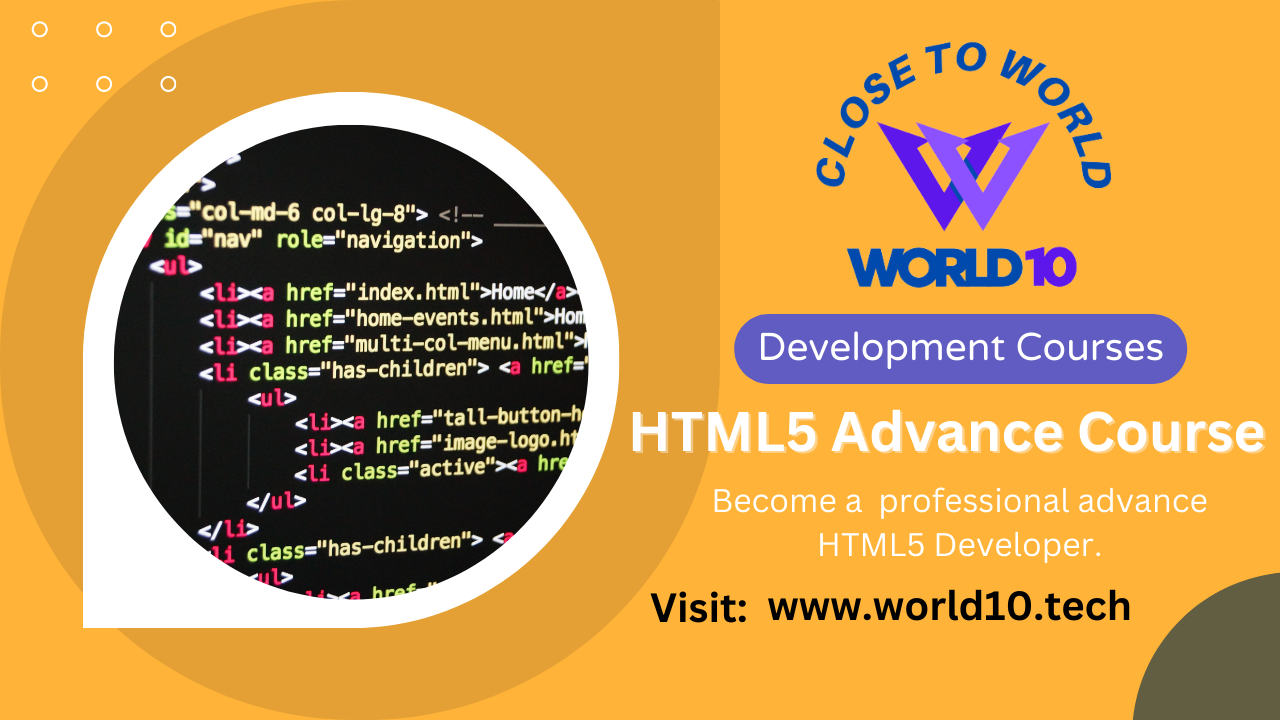 s="col-md-6 col-lg-8"> <!--
id="nav" role="navigation">
<ul>
<li><a href="index.html">Home</a>
<li><a href="home-events.html">Hom
<li><a href="multi-col-menu.html">
<li class="has-children"> <a href="
<ul>
<li><a href="tall-button-h
<li><a href="image-logo.ht
<li class="active"><a hre
</ul>
</li>
li class="has-children"> <a
ul>
<li><a href="
CLOSE TO WORLD
WORLD10
Development Courses
HTML5 Advance Course
Become a professional advance
HTML5 Developer.
Visit: www.world10.tech